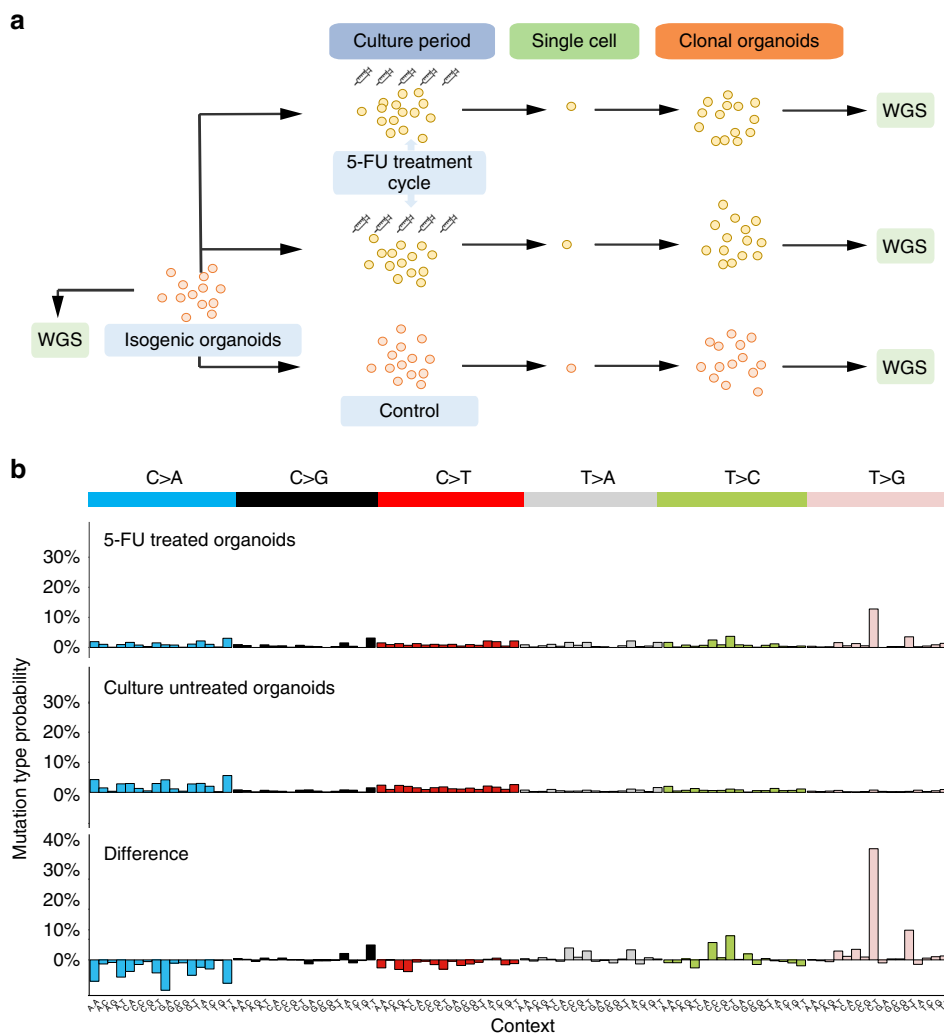 a
Culture period
Single cell
Clonal organoids
WGS
5-FU treatment
cycle
WGS
WGS
Isogenic organoids
WGS
Control
b
C>A
C>G
C>T
T>A
T>C
T>G
Mutation type probability
5-FU treated organoids
30%
20%
10%
0%
Culture untreated organoids
30%
20%
10%
0%
Difference
40%
30%
20%
10%
0%
10%
Context